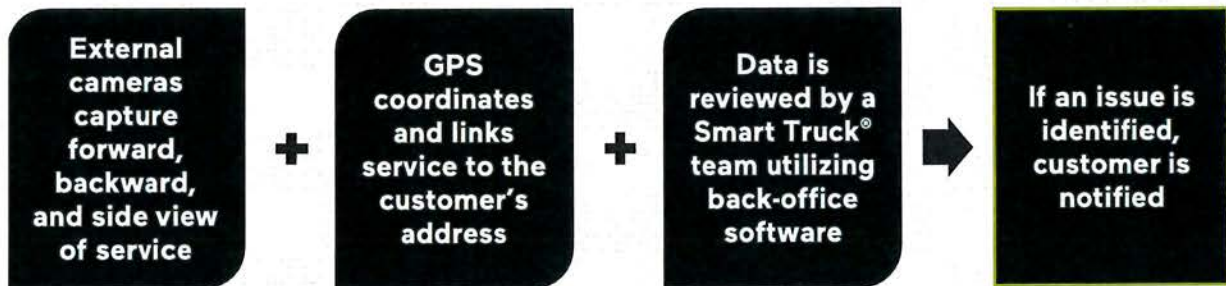 External
cameras
capture
forward,
backward,
and side view
of service
+
GPS
coordinates
and links
service to the
customer's
address
+
Data is
reviewed by a
Smart Truck®
team utilizing
back-office
software
If an issue is
identified,
customer is
notified